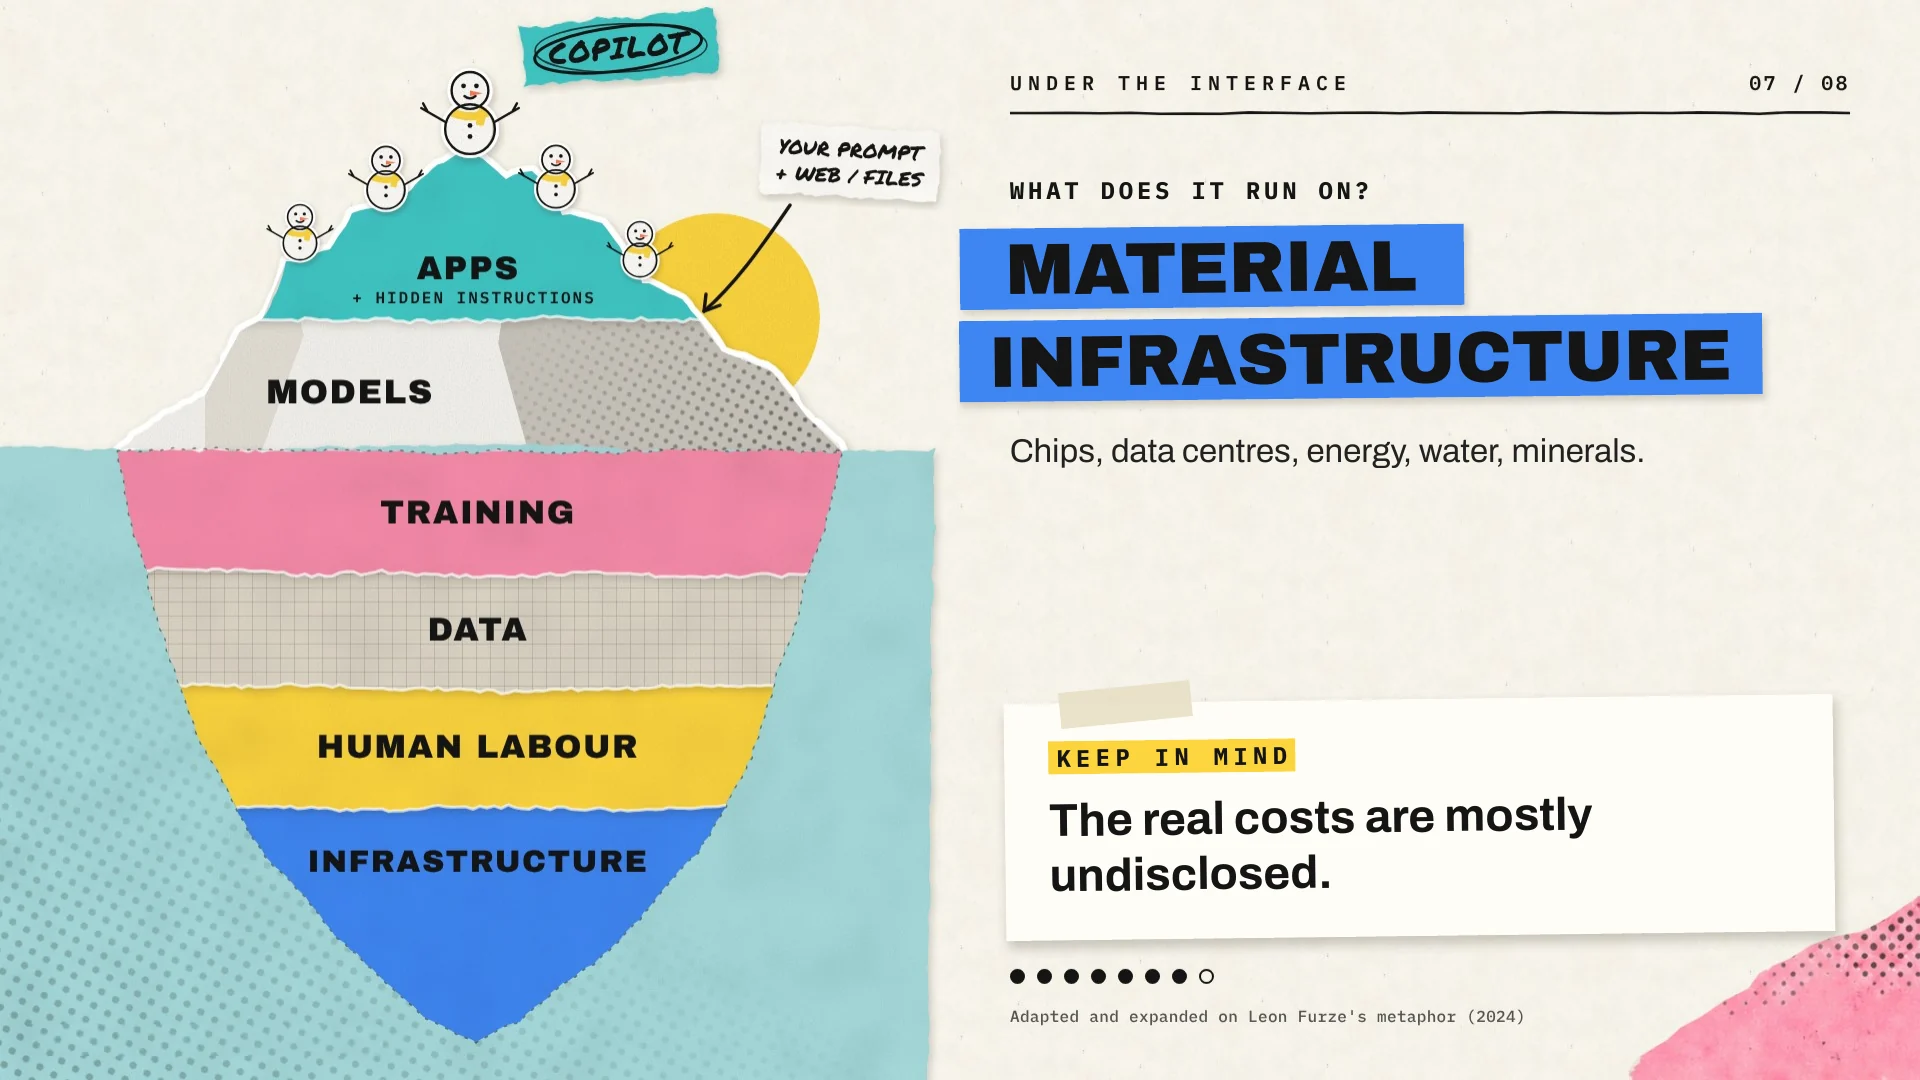 COPILOT
YOUR PROMPT
+ WEB / FILES
APPS
+ HIDDEN INSTRUCTIONS
MODELS
TRAINING
DATA
HUMAN LABOUR
INFRASTRUCTURE
UNDER THE INTERFACE
07 / 08
WHAT DOES IT RUN ON?
MATERIAL
INFRASTRUCTURE
Chips, data centres, energy, water, minerals.
KEEP IN MIND
The real costs are mostly
undisclosed.
Adapted and expanded on Leon Furze's metaphor (2024)